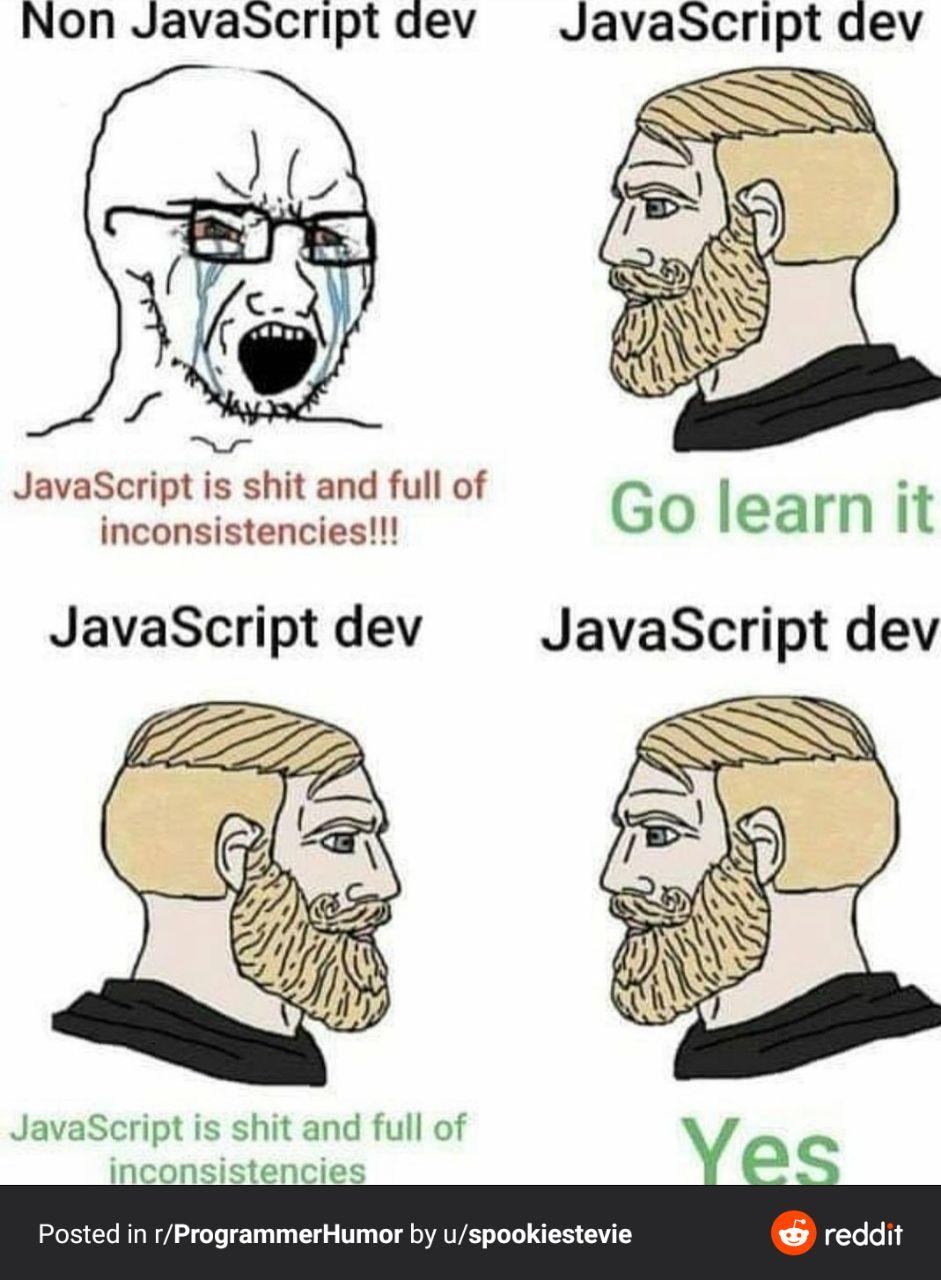 Non JavaScript dev
JavaScript dev
JavaScript is shit and full of
inconsistencies!!!
Go learn it
JavaScript dev
JavaScript dev
JavaScript is shit and full of
inconsistencies
Yes
Posted in r/ProgrammerHumor by u/spookiestevie
reddit